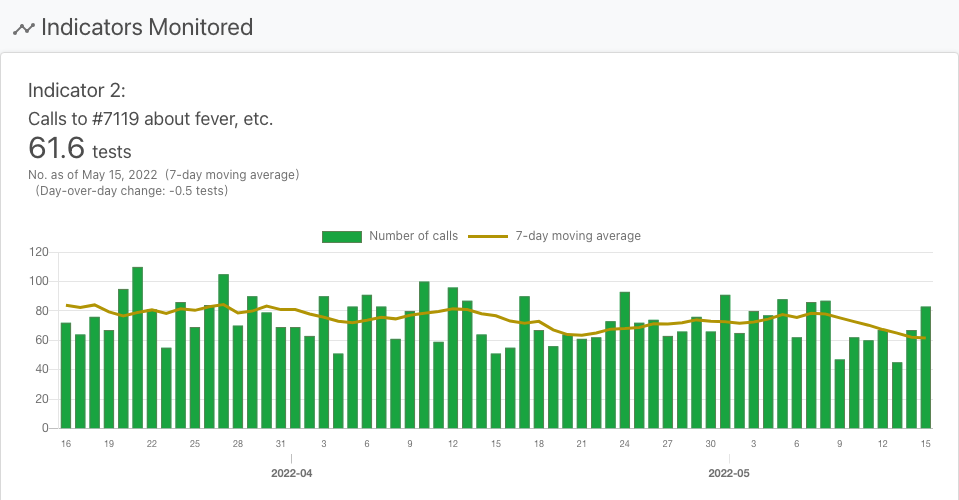 Indicators Monitored
Indicator 2:
Calls to #7119 about fever, etc.
61.6 tests
No. as of May 15, 2022 (7-day moving average)
(Day-over-day change: -0.5 tests)
Number of calls 7-day moving average
120
100
80
60
40
20
0
16 19 22 25 28 31 3 6 9 12 15 18 21 24 27 30 3 6 9 12 15
2022-04 2022-05